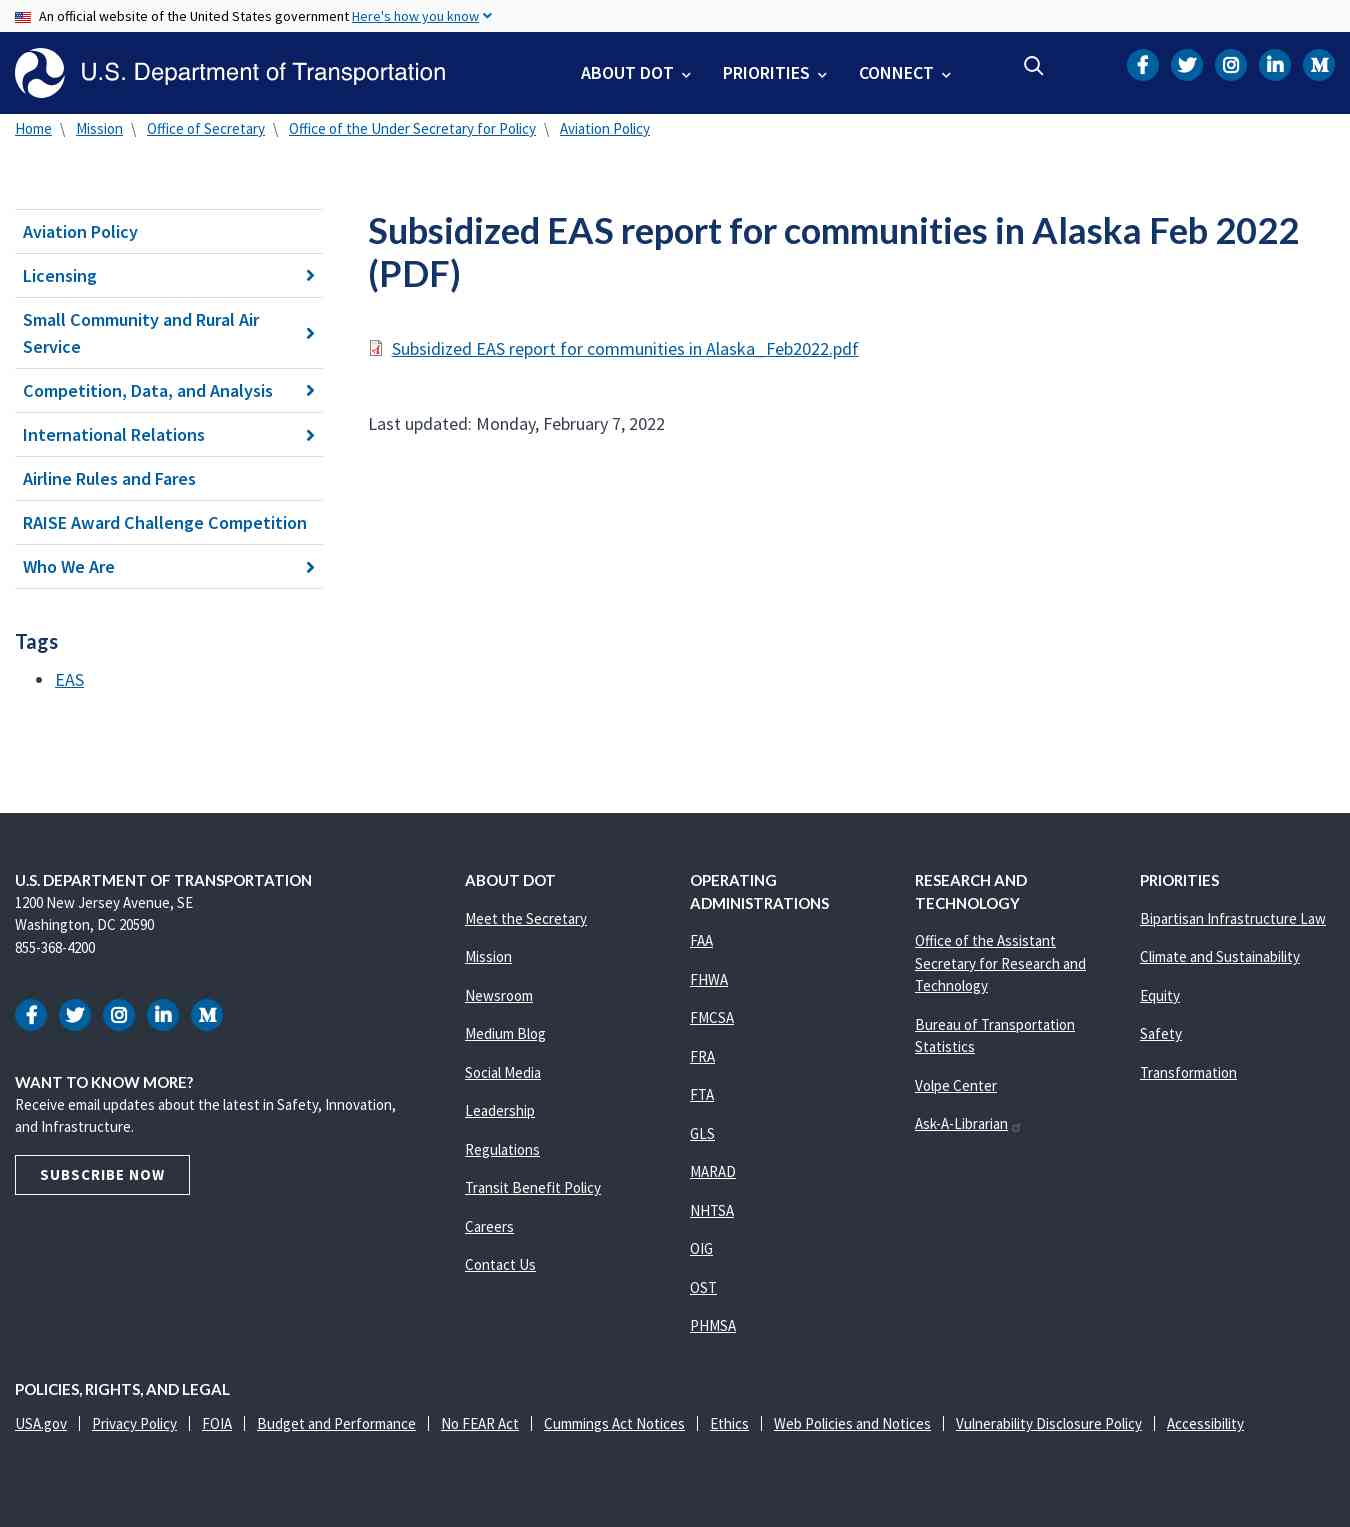 An official website of the United States government Here's how you know
U.S. Department of Transportation
ABOUT DOT
PRIORITIES
CONNECT
Home \ Mission \ Office of Secretary \ Office of the Under Secretary for Policy \ Aviation Policy
Aviation Policy
Licensing
Small Community and Rural Air
Service
Competition, Data, and Analysis
International Relations
Airline Rules and Fares
RAISE Award Challenge Competition
Who We Are
Tags
EAS
Subsidized EAS report for communities in Alaska Feb 2022
(PDF)
Subsidized EAS report for communities in Alaska_Feb2022.pdf
Last updated: Monday, February 7, 2022
U.S. DEPARTMENT OF TRANSPORTATION
1200 New Jersey Avenue, SE
Washington, DC 20590
855-368-4200
WANT TO KNOW MORE?
Receive email updates about the latest in Safety, Innovation,
and Infrastructure.
SUBSCRIBE NOW
ABOUT DOT
Meet the Secretary
Mission
Newsroom
Medium Blog
Social Media
Leadership
Regulations
Transit Benefit Policy
Careers
Contact Us
OPERATING
ADMINISTRATIONS
FAA
FHWA
FMCSA
FRA
FTA
GLS
MARAD
NHTSA
OIG
OST
PHMSA
RESEARCH AND
TECHNOLOGY
Office of the Assistant
Secretary for Research and
Technology
Bureau of Transportation
Statistics
Volpe Center
Ask-A-Librarian
PRIORITIES
Bipartisan Infrastructure Law
Climate and Sustainability
Equity
Safety
Transformation
POLICIES, RIGHTS, AND LEGAL
USA.gov | Privacy Policy | FOIA | Budget and Performance | No FEAR Act | Cummings Act Notices | Ethics | Web Policies and Notices | Vulnerability Disclosure Policy | Accessibility